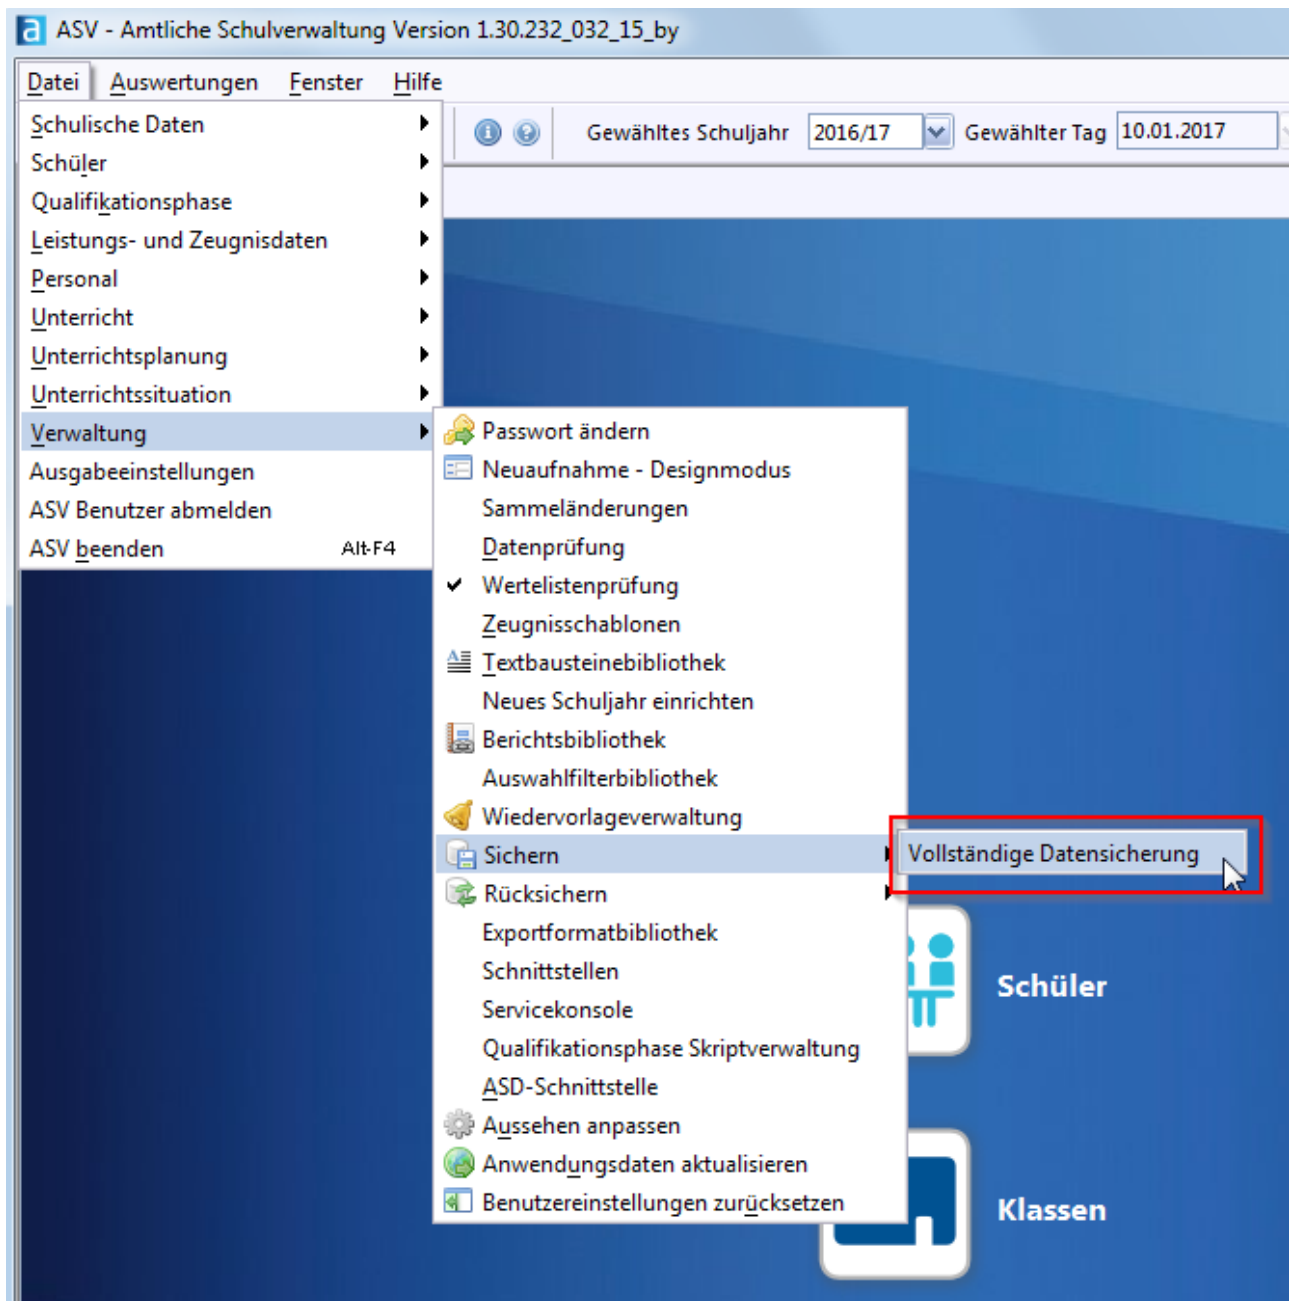 ASV - Amtliche Schulverwaltung Version 1.30.232_032_15_by
Datei Auswertungen Fenster Hilfe
Gewähltes Schuljahr 2016/17 Gewählter Tag 10.01.2017
Schulische Daten
Schüler
Qualifikationsphase
Leistungs- und Zeugnisdaten
Personal
Unterricht
Unterrichtsplanung
Unterrichtssituation
Verwaltung
Ausgabeeinstellungen
ASV Benutzer abmelden
ASV beenden Alt-F4
Passwort ändern
Neuaufnahme - Designmodus
Sammeländerungen
Datenprüfung
Wertelistenprüfung
Zeugnisschablonen
Textbausteinebibliothek
Neues Schuljahr einrichten
Berichtsbibliothek
Auswahlfilterbibliothek
Wiedervorlageverwaltung
Sichern
Rücksichern
Exportformatbibliothek
Schnittstellen
Servicekonsole
Qualifikationsphase Skriptverwaltung
ASD-Schnittstelle
Aussehen anpassen
Anwendungsdaten aktualisieren
Benutzereinstellungen zurücksetzen
Vollständige Datensicherung
Schüler
Klassen